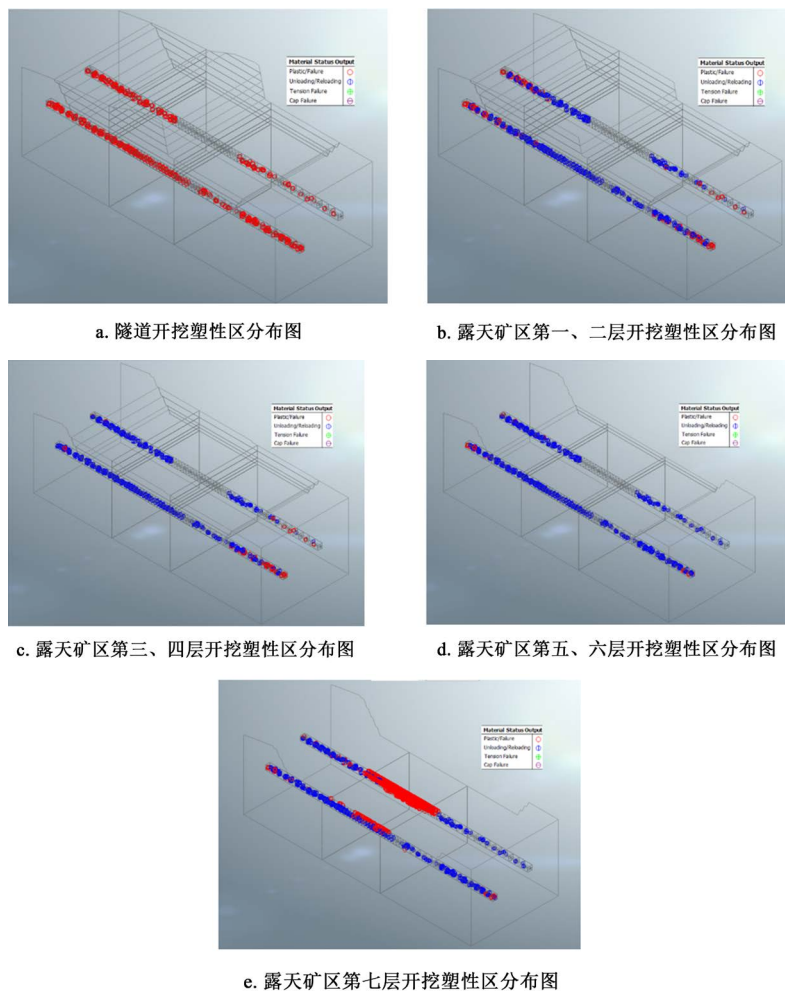 Material Status Output
Plastic/Failure
Unloading/Reloading
Tension Failure
Cap Failure
Material Status Output
Plastic/Failure
Unloading/Reloading
Tension Failure
Cap Failure
a. 隧道开挖塑性区分布图
b. 露天矿区第一、二层开挖塑性区分布图
Material Status Output
Plastic/Failure
Unloading/Reloading
Tension Failure
Cap Failure
Material Status Output
Plastic/Failure
Unloading/Reloading
Tension Failure
Cap Failure
c. 露天矿区第三、四层开挖塑性区分布图
d. 露天矿区第五、六层开挖塑性区分布图
Material Status Output
Plastic/Failure
Unloading/Reloading
Tension Failure
Cap Failure
e. 露天矿区第七层开挖塑性区分布图